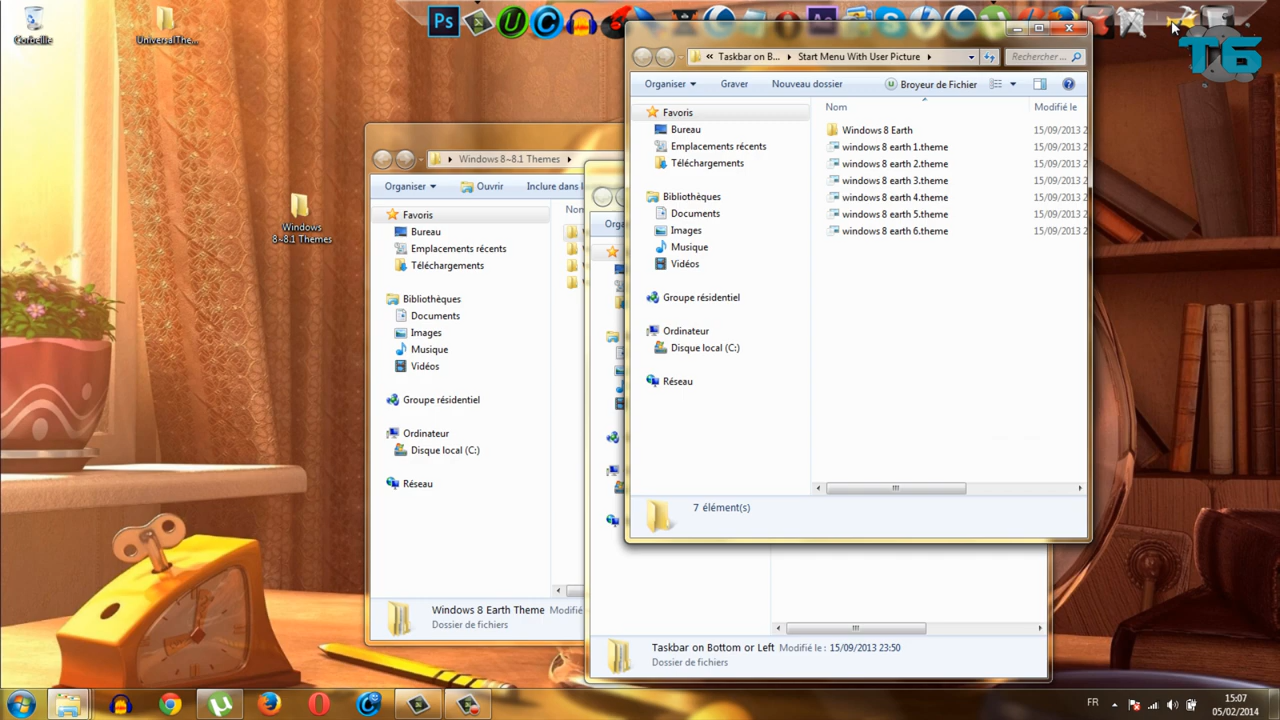 Corbeille
UniversalThe...
Windows
8~8.1 Themes
Ps
Ae
T6
Taskbar on B...
Start Menu With User Picture
Rechercher ...
Organiser
Graver
Nouveau dossier
Broyeur de Fichier
Favoris
Bureau
Emplacements récents
Téléchargements
Bibliothèques
Documents
Images
Musique
Vidéos
Groupe résidentiel
Ordinateur
Disque local (C:)
Réseau
Nom
Modifié le
Windows 8 Earth
15/09/2013 2
windows 8 earth 1.theme
15/09/2013 2
windows 8 earth 2.theme
15/09/2013 2
windows 8 earth 3.theme
15/09/2013 2
windows 8 earth 4.theme
15/09/2013 2
windows 8 earth 5.theme
15/09/2013 2
windows 8 earth 6.theme
15/09/2013 2
7 élément(s)
Windows 8~8.1 Themes
Organiser
Ouvrir
Inclure dans l
Favoris
Bureau
Emplacements récents
Téléchargements
Bibliothèques
Documents
Images
Musique
Vidéos
Groupe résidentiel
Ordinateur
Disque local (C:)
Réseau
Non
Windows 8 Earth Theme Modifié
Dossier de fichiers
Orga
Taskbar on Bottom or Left Modifié le : 15/09/2013 23:50
Dossier de fichiers
FR
15:07
05/02/2014